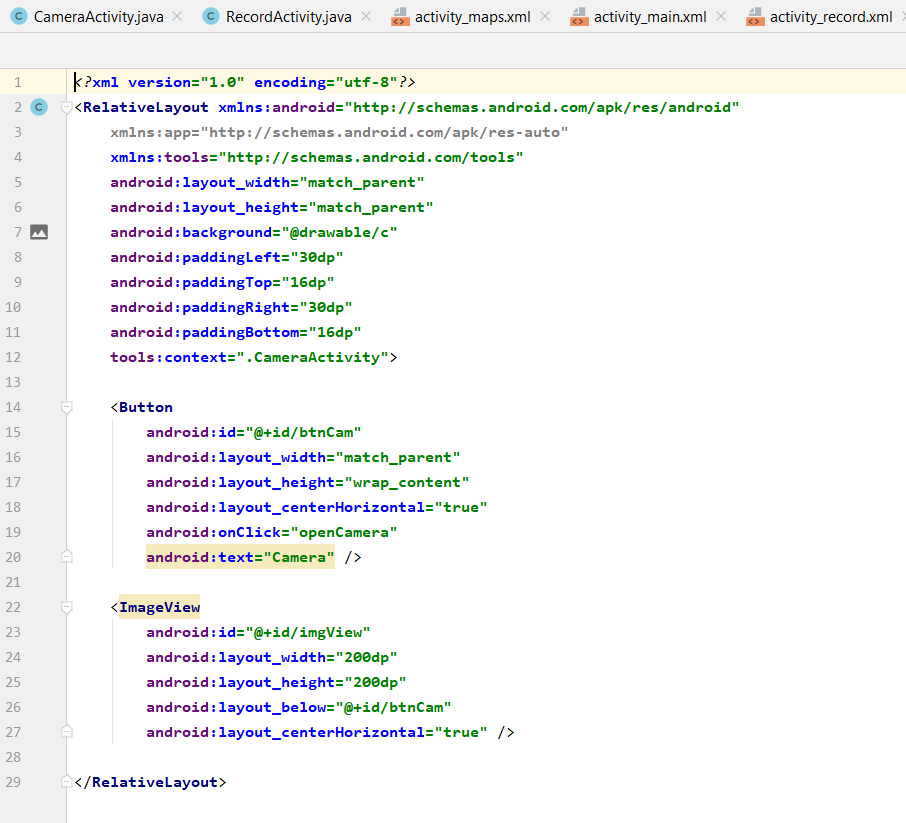 CameraActivity.java RecordActivity.java activity_maps.xml activity_main.xml activity_record.xml
1 <?xml version="1.0" encoding="utf-8"?>
2 <RelativeLayout xmlns:android="http://schemas.android.com/apk/res/android"
3 xmlns:app="http://schemas.android.com/apk/res-auto"
4 xmlns:tools="http://schemas.android.com/tools"
5 android:layout_width="match_parent"
6 android:layout_height="match_parent"
7 android:background="@drawable/c"
8 android:paddingLeft="30dp"
9 android:paddingTop="16dp"
10 android:paddingRight="30dp"
11 android:paddingBottom="16dp"
12 tools:context=".CameraActivity">
13
14 <Button
15 android:id="@+id/btnCam"
16 android:layout_width="match_parent"
17 android:layout_height="wrap_content"
18 android:layout_centerHorizontal="true"
19 android:onClick="openCamera"
20 android:text="Camera" />
21
22 <ImageView
23 android:id="@+id/imgView"
24 android:layout_width="200dp"
25 android:layout_height="200dp"
26 android:layout_below="@+id/btnCam"
27 android:layout_centerHorizontal="true" />
28
29 </RelativeLayout>